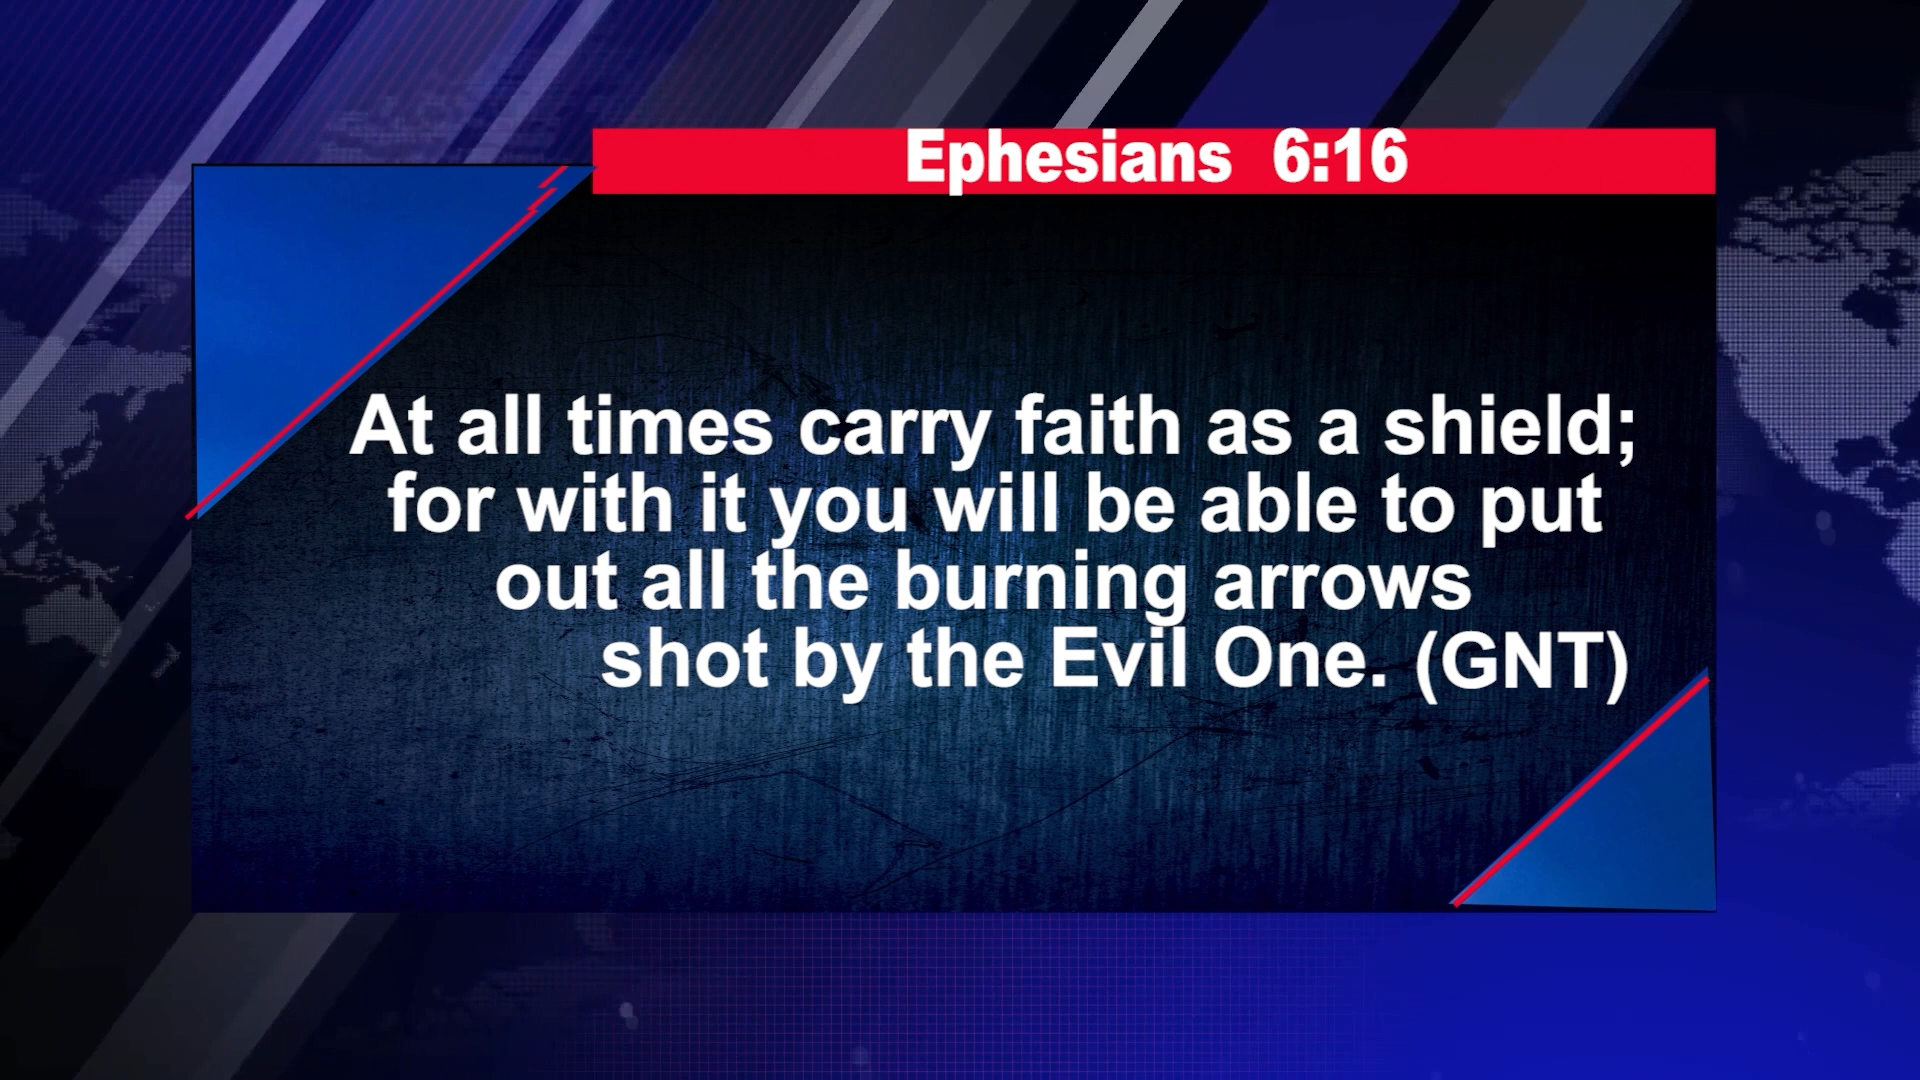 Ephesians 6:16
At all times carry faith as a shield;
for with it you will be able to put
out all the burning arrows
shot by the Evil One. (GNT)